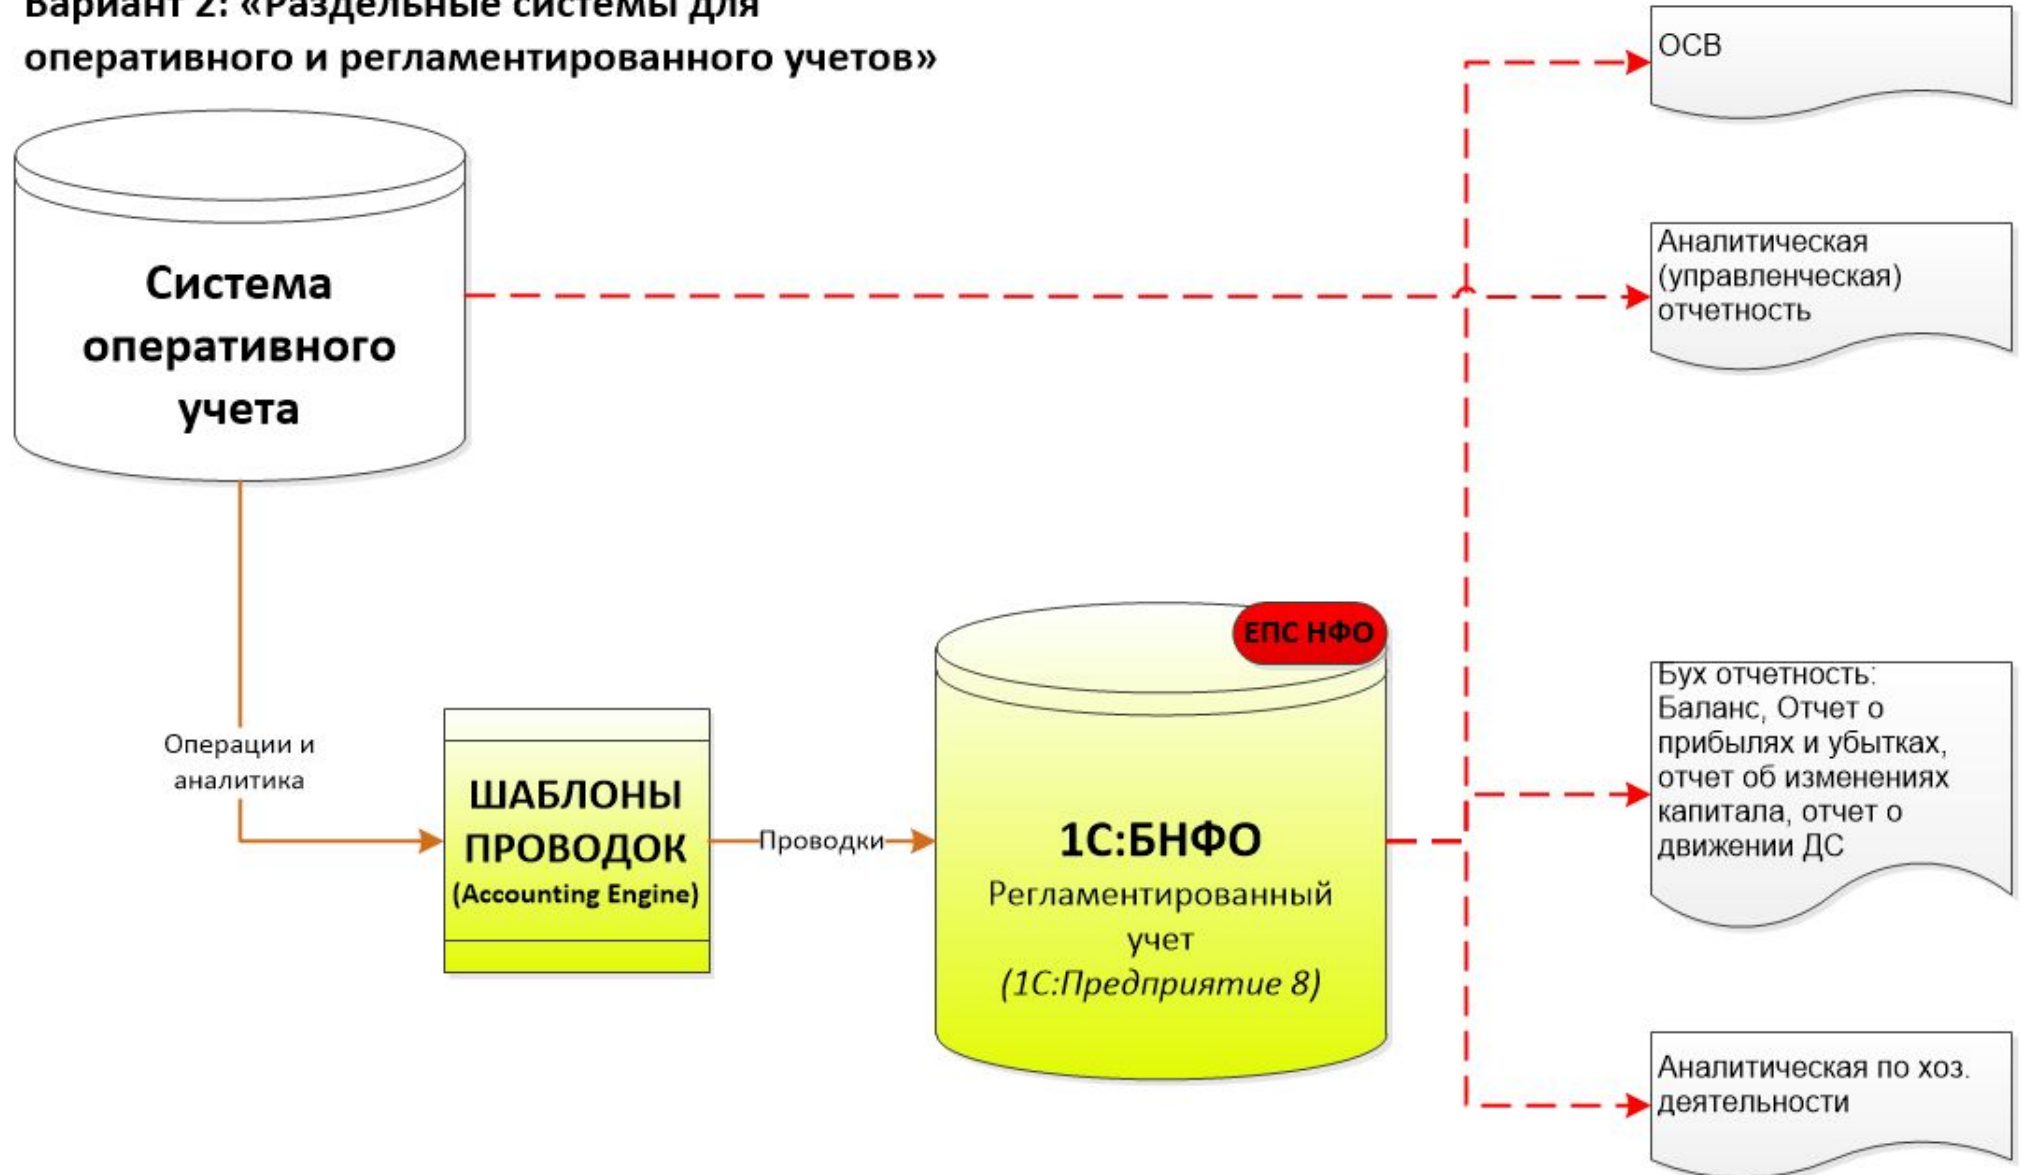 Вариант 2: «Раздельные системы для
оперативного и регламентированного учетов»
ОСВ
Система
оперативного
учета
Аналитическая
(управленческая)
отчетность
ЕПС НФО
Операции и
аналитика
ШАБЛОНЫ
ПРОВОДОК
(Accounting Engine)
Проводки
1С:БНФО
Регламентированный
учет
(1С:Предприятие 8)
Бух отчетность:
Баланс, Отчет о
прибылях и убытках,
отчет об изменениях
капитала, отчет о
движении ДС
Аналитическая по хоз.
деятельности